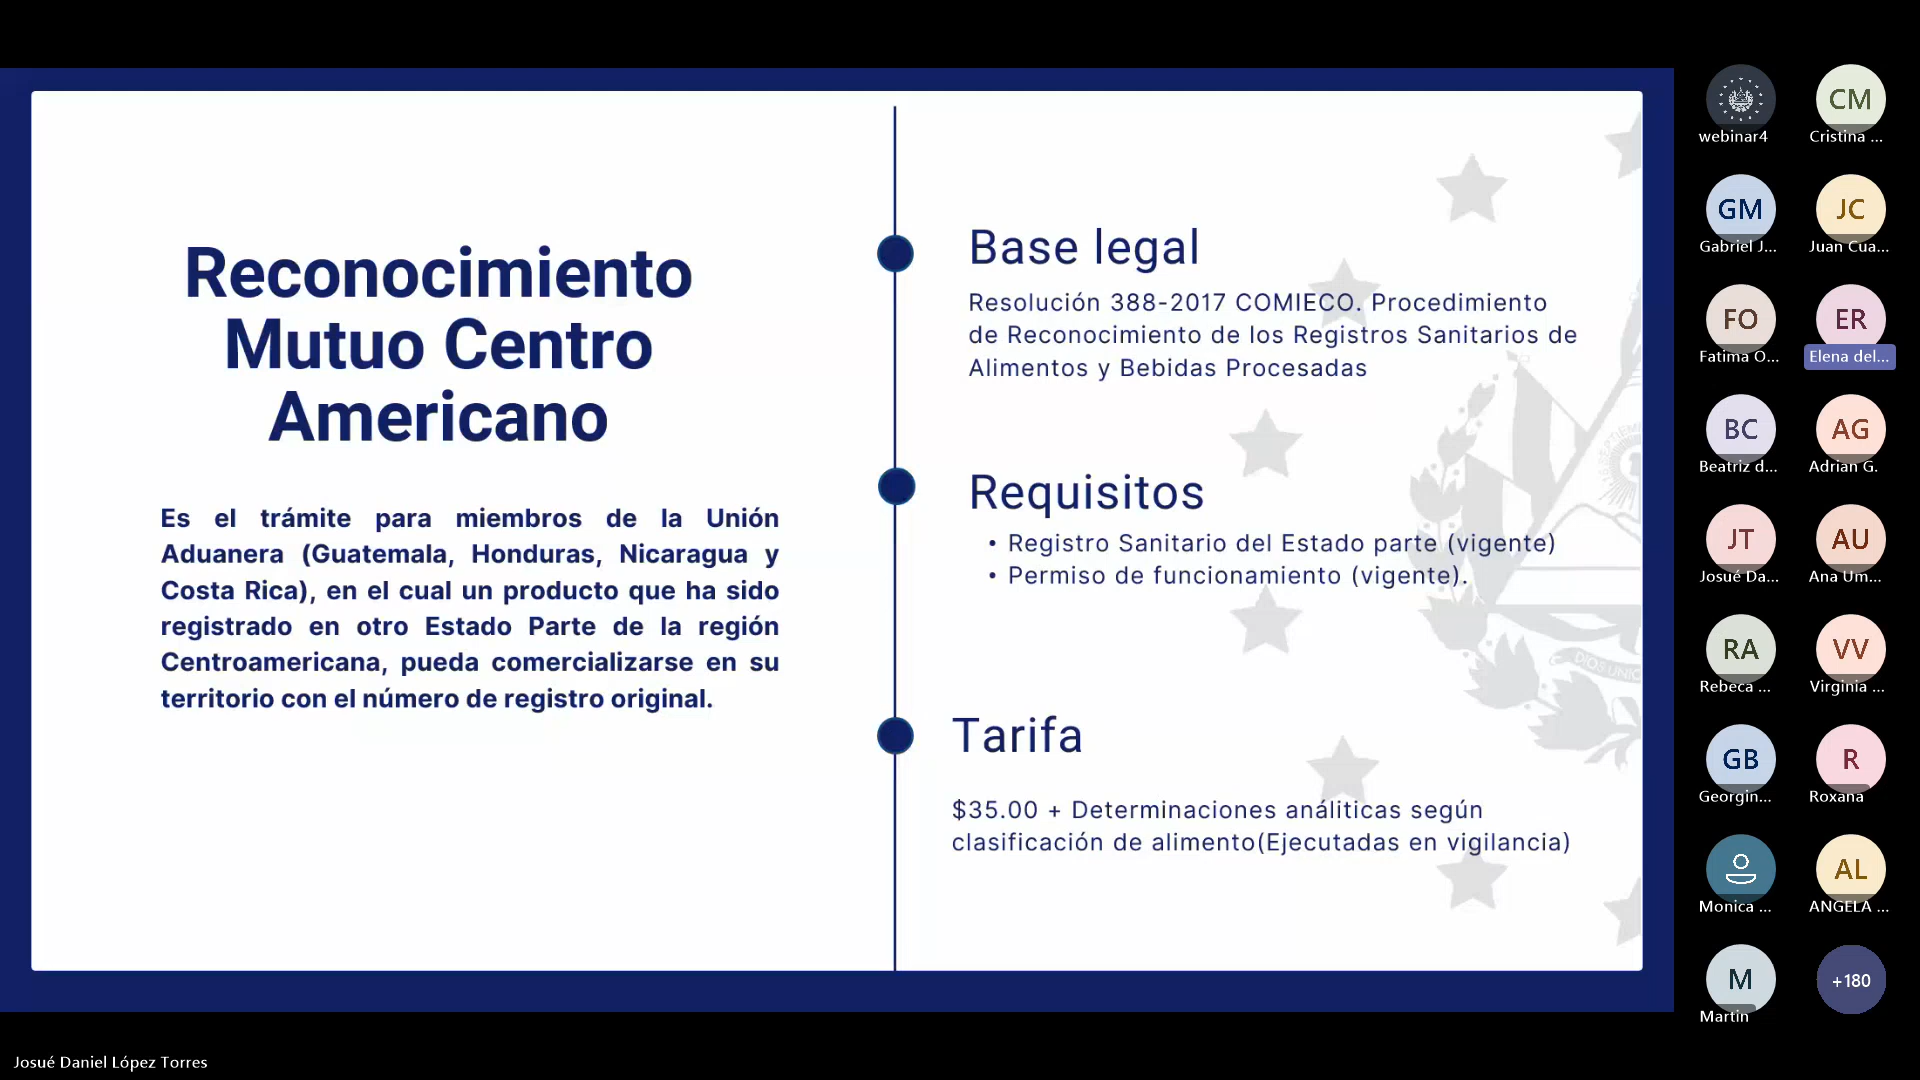 Reconocimiento
Mutuo Centro
Americano
Es el trámite para miembros de la Unión
Aduanera (Guatemala, Honduras, Nicaragua y
Costa Rica), en el cual un producto que ha sido
registrado en otro Estado Parte de la región
Centroamericana, pueda comercializarse en su
territorio con el número de registro original.
Base legal
Resolución 388-2017 COMIECO. Procedimiento
de Reconocimiento de los Registros Sanitarios de
Alimentos y Bebidas Procesadas
Requisitos
• Registro Sanitario del Estado parte (vigente)
• Permiso de funcionamiento (vigente).
Tarifa
$35.00 + Determinaciones análiticas según
clasificación de alimento(Ejecutadas en vigilancia)
DIOS UNIC
webinar4
CM
Cristina ...
GM
Gabriel J...
JC
Juan Cua...
FO
Fatima O...
ER
Elena del...
BC
Beatriz d...
AG
Adrian G.
JT
Josué Da...
AU
Ana Um...
RA
Rebeca ...
VV
Virginia ...
GB
Georgin...
R
Roxana
Monica ...
AL
ANGELA ...
M
Martin
+180
Josué Daniel López Torres